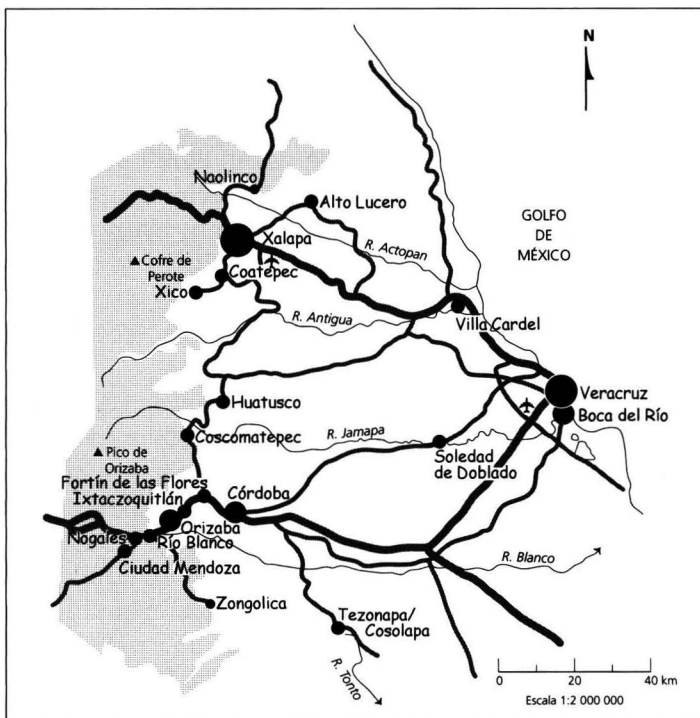 N
Naolinco
Alto Lucero
GOLFO
DE
MÉXICO
Xalapa
R. Actopan
Cofre de
Perote
Coatepec
Xico
R. Antigua
Villa Cardel
Veracruz
Boca del Río
Huatusco
Coscomatepec
R. Jamapa
Soledad
de Doblado
Pico de
Orizaba
Fortín de las Flores
Ixtaczoquitlán
Córdoba
Orizaba
Nogales
Río Blanco
Ciudad Mendoza
R. Blanco
Zongolica
Tezonapa/
Cosolapa
R. Tonto
0 20 40 km
Escala 1:2 000 000